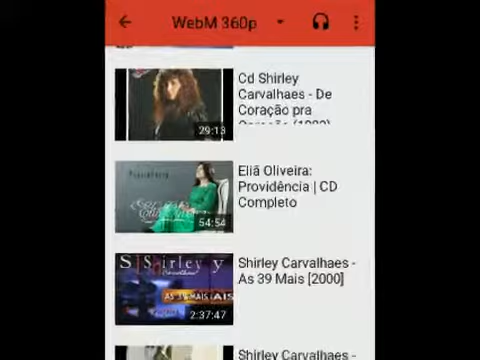 WebM 360p
Cd Shirley
Carvalhaes - De
Coração pra
29:13
Eliã Oliveira:
Providência | CD
Completo
54:54
Shirley Carvalhaes -
As 39 Mais [2000]
Shirley
AS 39 MAIS
2:37:47
Shirley Carvalhaes -